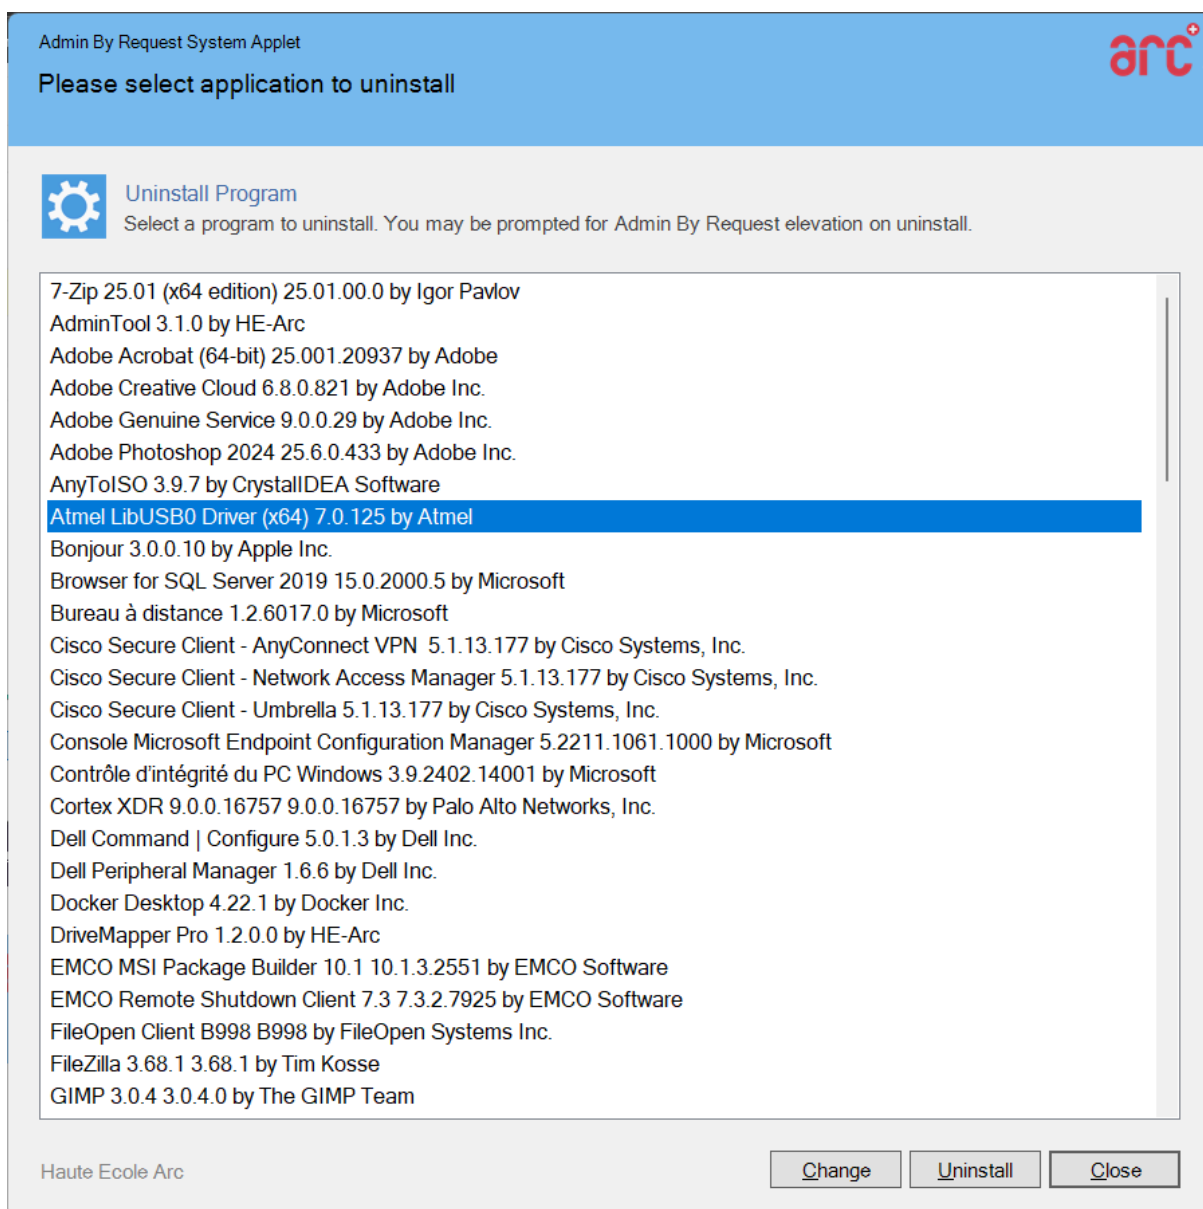 Admin By Request System Applet
arc
Please select application to uninstall
Uninstall Program
Select a program to uninstall. You may be prompted for Admin By Request elevation on uninstall.
7-Zip 25.01 (x64 edition) 25.01.00.0 by Igor Pavlov
AdminTool 3.1.0 by HE-Arc
Adobe Acrobat (64-bit) 25.001.20937 by Adobe
Adobe Creative Cloud 6.8.0.821 by Adobe Inc.
Adobe Genuine Service 9.0.0.29 by Adobe Inc.
Adobe Photoshop 2024 25.6.0.433 by Adobe Inc.
AnyToISO 3.9.7 by CrystalIDEA Software
Atmel LibUSB0 Driver (x64) 7.0.125 by Atmel
Bonjour 3.0.0.10 by Apple Inc.
Browser for SQL Server 2019 15.0.2000.5 by Microsoft
Bureau à distance 1.2.6017.0 by Microsoft
Cisco Secure Client - AnyConnect VPN  5.1.13.177 by Cisco Systems, Inc.
Cisco Secure Client - Network Access Manager 5.1.13.177 by Cisco Systems, Inc.
Cisco Secure Client - Umbrella 5.1.13.177 by Cisco Systems, Inc.
Console Microsoft Endpoint Configuration Manager 5.2211.1061.1000 by Microsoft
Contrôle d’intégrité du PC Windows 3.9.2402.14001 by Microsoft
Cortex XDR 9.0.0.16757 9.0.0.16757 by Palo Alto Networks, Inc.
Dell Command | Configure 5.0.1.3 by Dell Inc.
Dell Peripheral Manager 1.6.6 by Dell Inc.
Docker Desktop 4.22.1 by Docker Inc.
DriveMapper Pro 1.2.0.0 by HE-Arc
EMCO MSI Package Builder 10.1 10.1.3.2551 by EMCO Software
EMCO Remote Shutdown Client 7.3 7.3.2.7925 by EMCO Software
FileOpen Client B998 B998 by FileOpen Systems Inc.
FileZilla 3.68.1 3.68.1 by Tim Kosse
GIMP 3.0.4 3.0.4.0 by The GIMP Team
Haute Ecole Arc
Change
Uninstall
Close